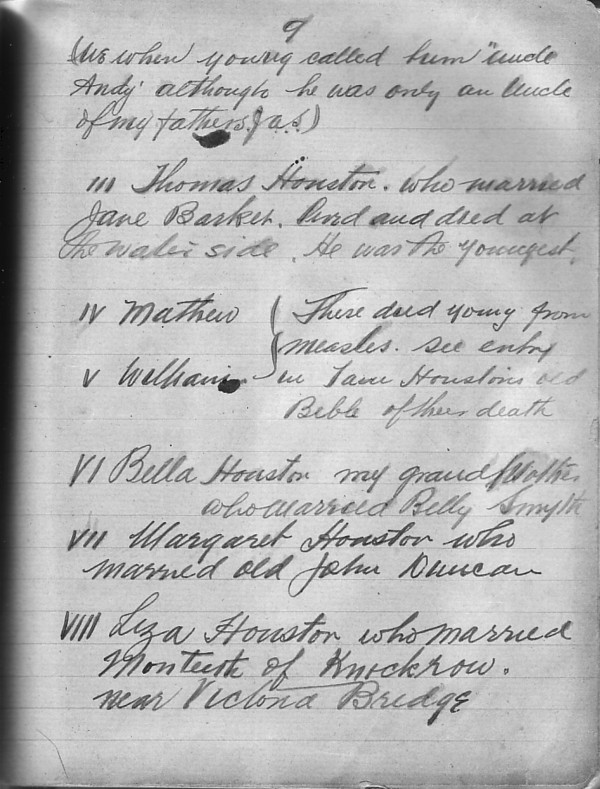 9
(we when young called him "uncle
Andy" although he was only an Uncle
of my fathers. J a.s.)
III Thomas Houston. who married
Jane Barker. lived and died at
the water side. He was the youngest.
IV Mathew { These died young from
measles. see entry
V William in Jane Houstons old
Bible of their death
VI Bella Houston my grand Mother
who married Billy Smyth
VII Margaret Houston who
married old John Duncan
VIII Liza Houston who married
Monteith of Knockrow.
near Victoria Bridge